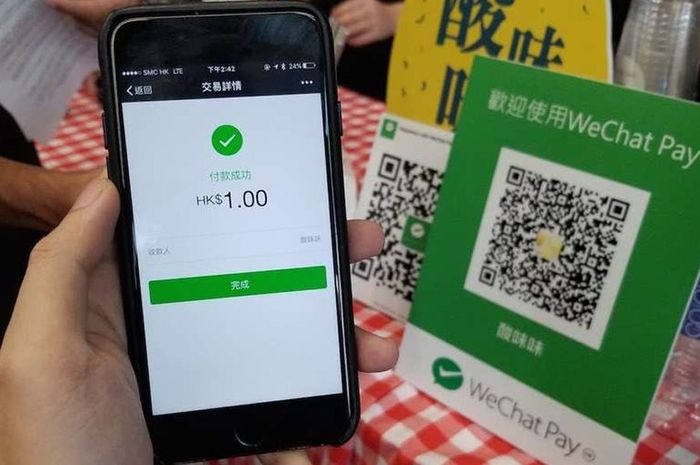 SMC HK LTE 下午2:42 24%
返回 交易詳情
付款成功
HK$1.00
收款人 酸味味
完成
酸味
歡迎使用WeChat Pay
酸味味
WeChat Pay